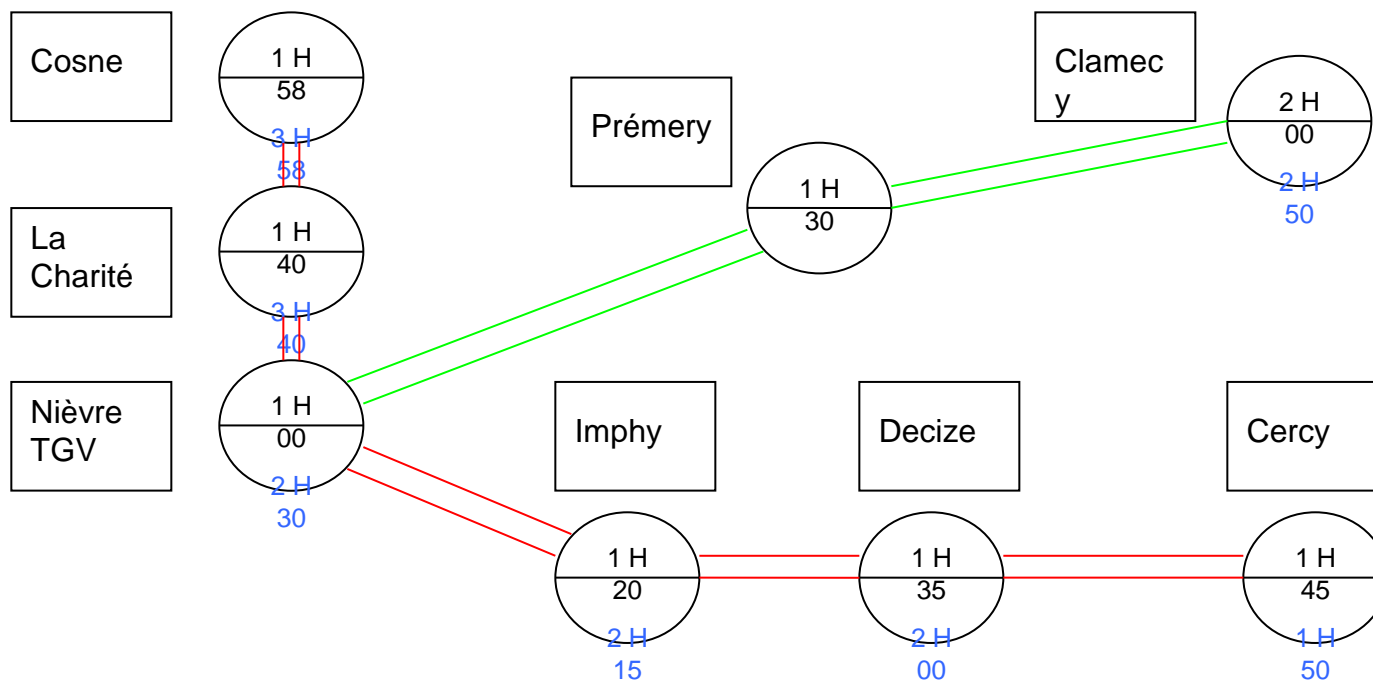 Cosne
1 H
58
3 H
58
Clamec
y
2 H
00
2 H
50
Prémery
1 H
30
La
Charité
1 H
40
3 H
40
Nièvre
TGV
1 H
00
2 H
30
Imphy
1 H
20
2 H
15
Decize
1 H
35
2 H
00
Cercy
1 H
45
1 H
50